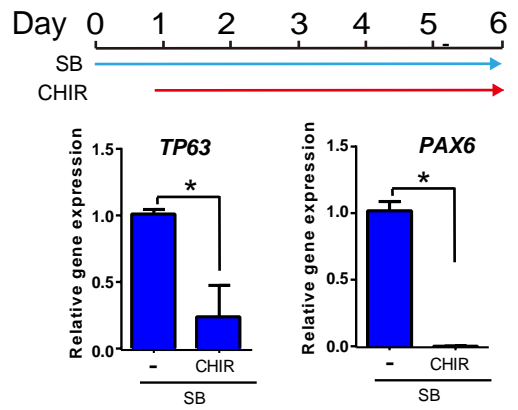 Day 0 1 2 3 4 5 6
SB
CHIR
TP63
Relative gene expression
1.5
1.0
0.5
0.0
*
- CHIR
SB
PAX6
Relative gene expression
1.5
1.0
0.5
0.0
*
- CHIR
SB